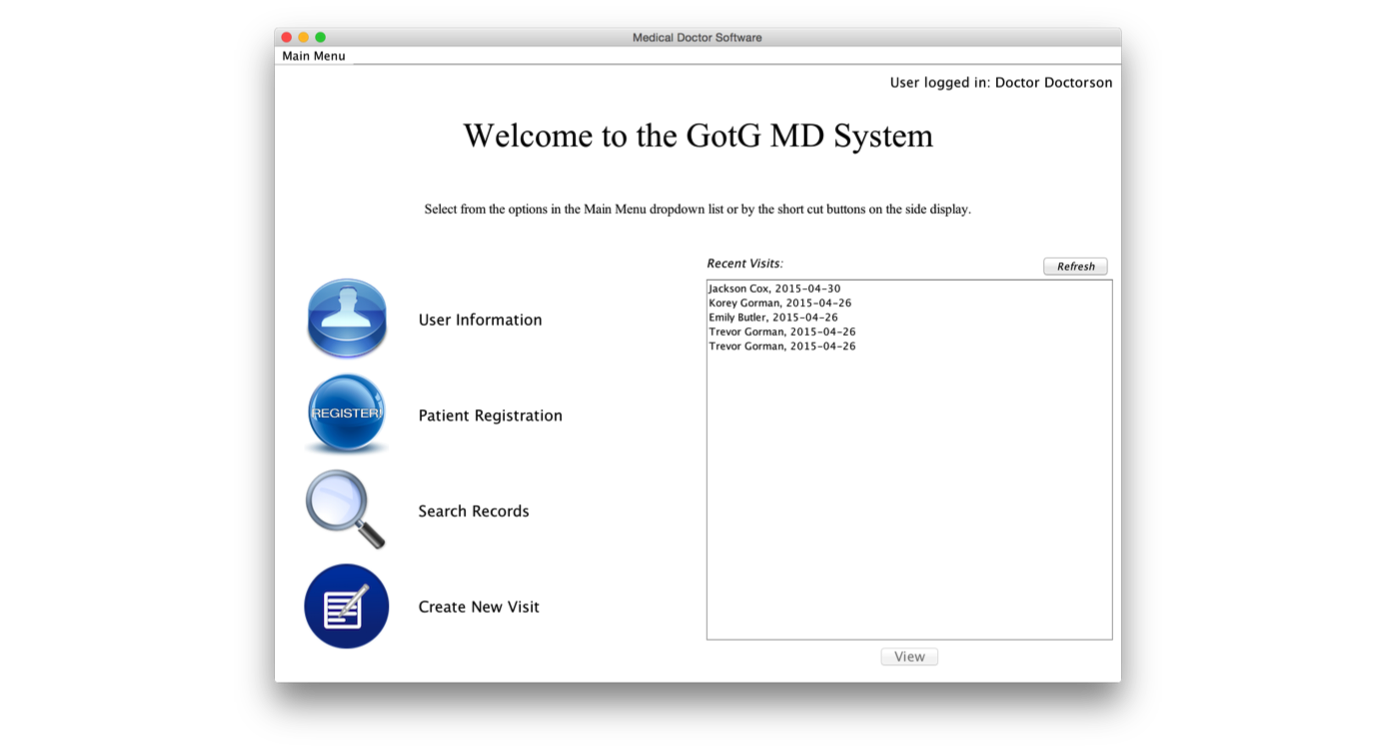 Medical Doctor Software
Main Menu
User logged in: Doctor Doctorson
Welcome to the GotG MD System
Select from the options in the Main Menu dropdown list or by the short cut buttons on the side display.
Recent Visits:
Refresh
Jackson Cox, 2015-04-30
Korey Gorman, 2015-04-26
Emily Butler, 2015-04-26
Trevor Gorman, 2015-04-26
Trevor Gorman, 2015-04-26
User Information
REGISTER!
Patient Registration
Search Records
Create New Visit
View